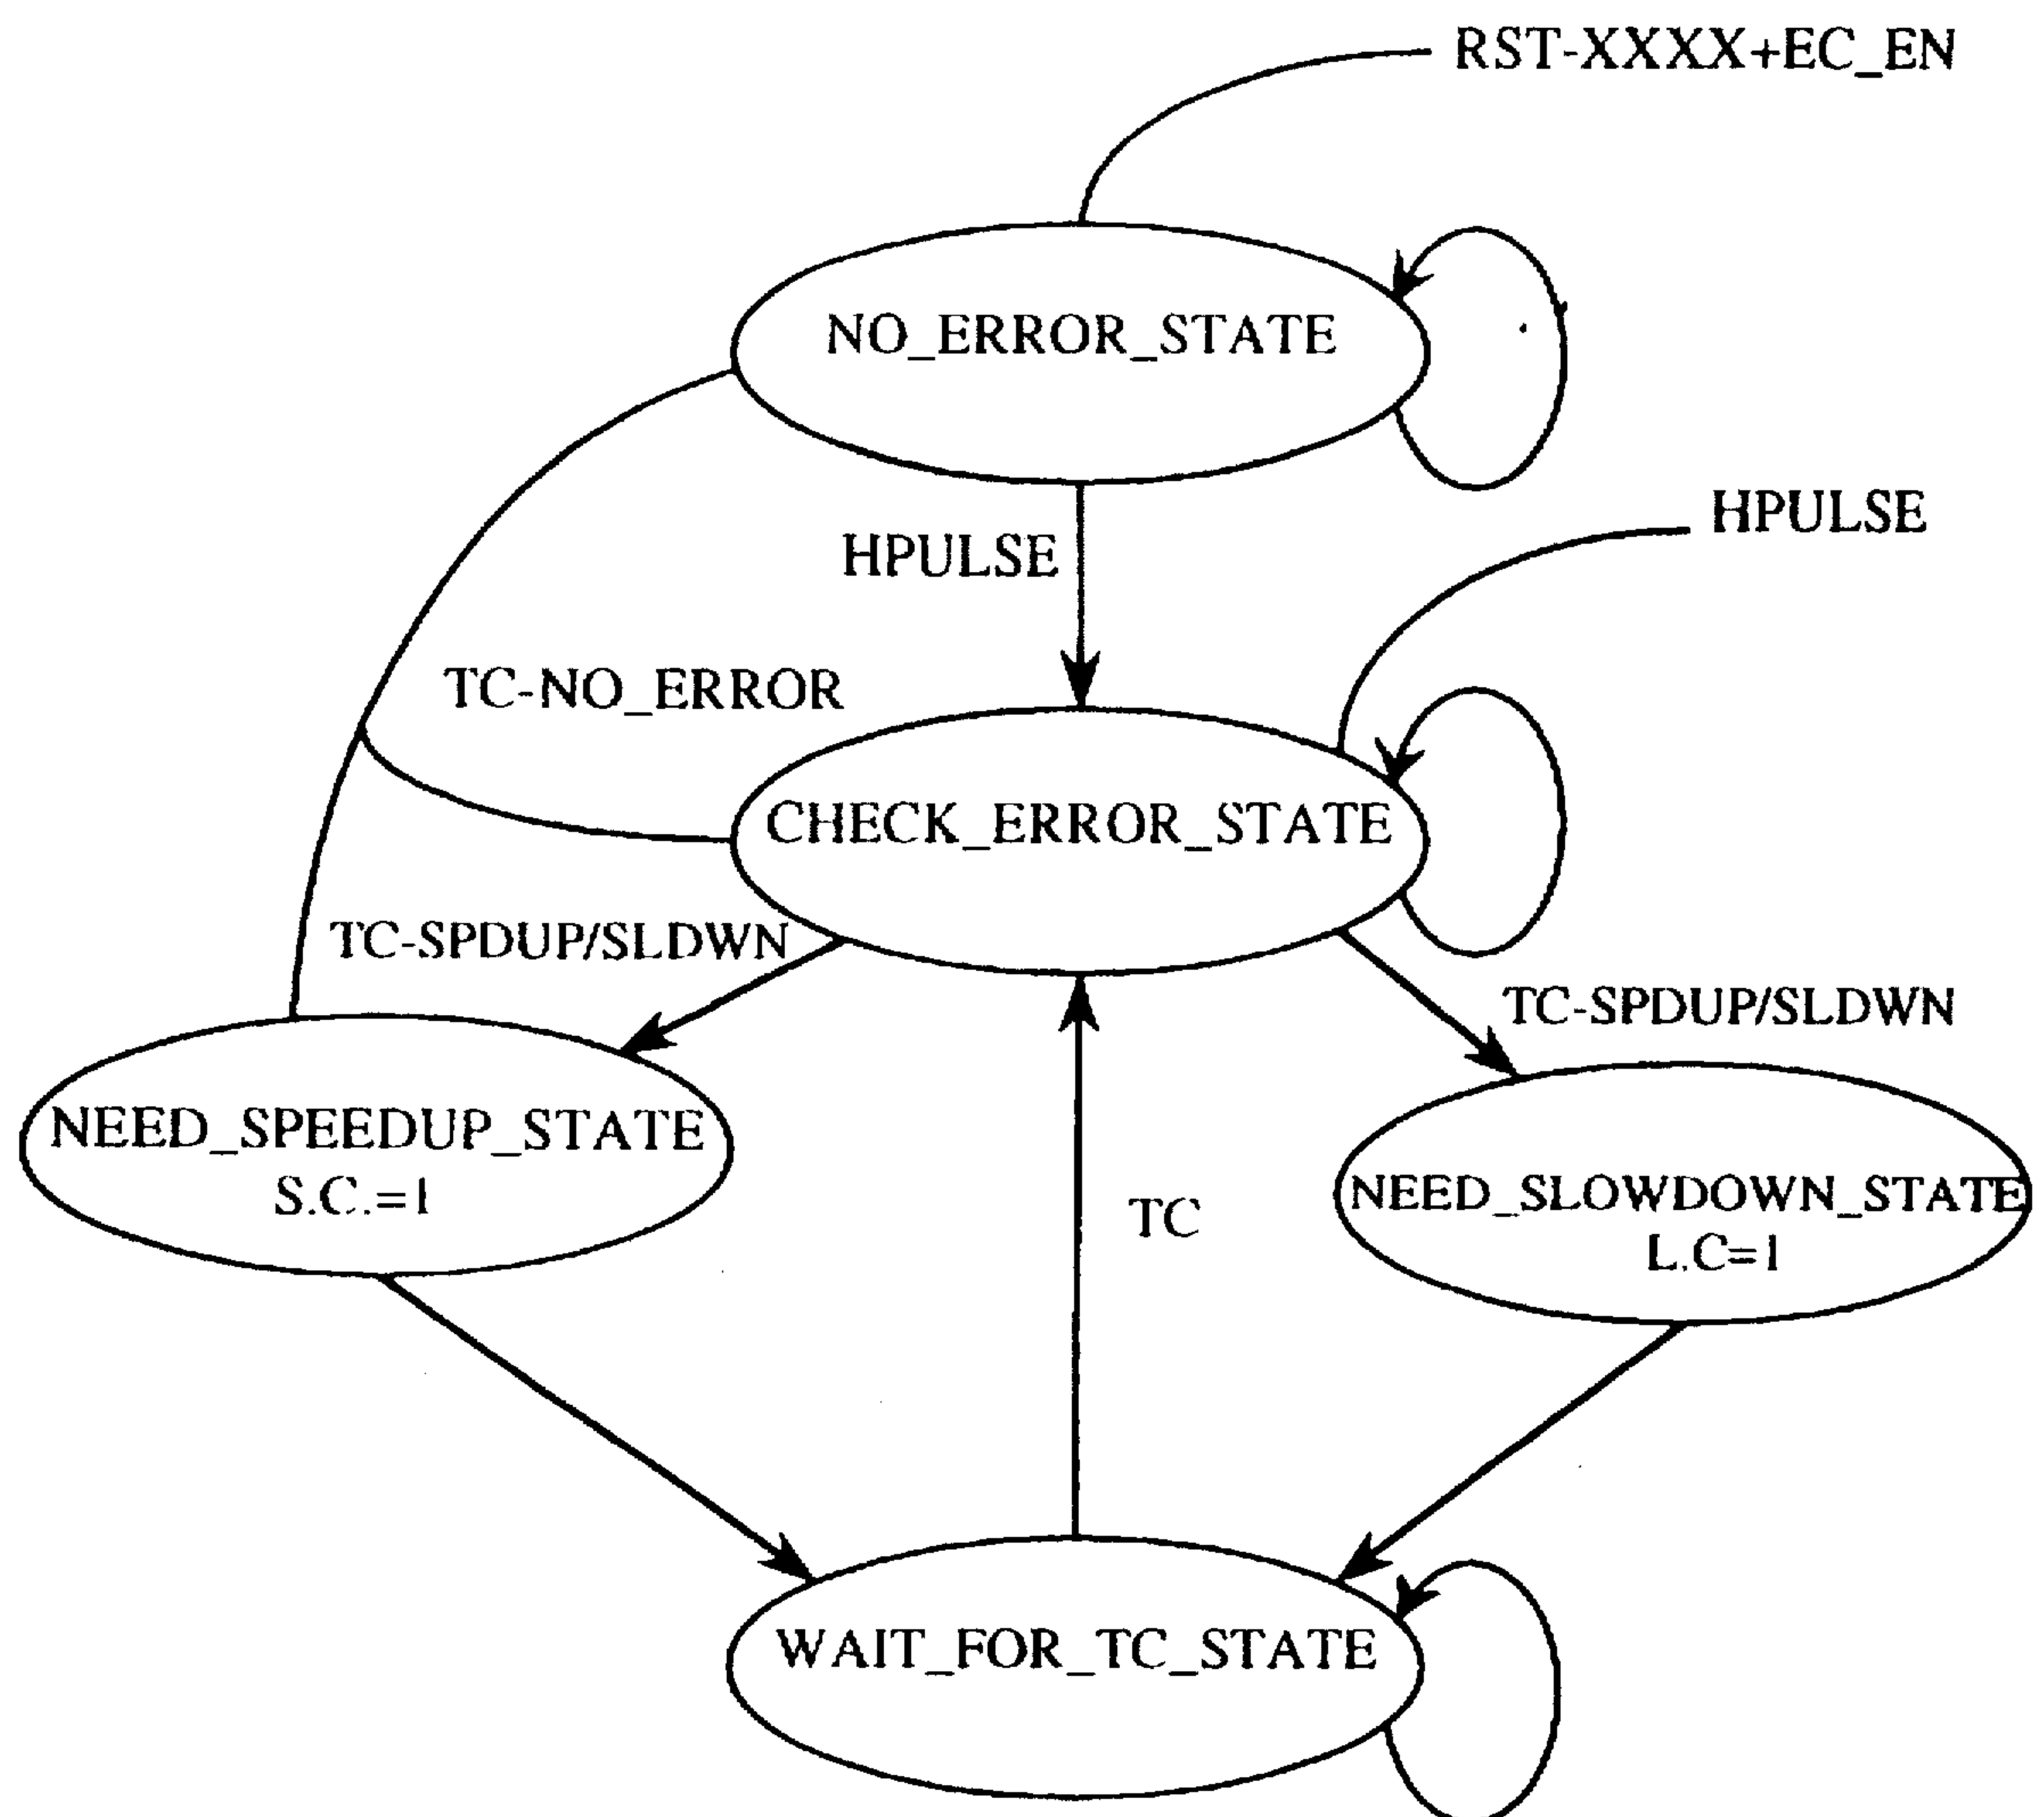 RST-XXXX+EC_EN
NO_ERROR_STATE
HPULSE
HPULSE
TC-NO_ERROR
CHECK_ERROR_STATE
TC-SPDUP/SLDWN
TC-SPDUP/SLDWN
NEED_SPEEDUP_STATE
S.C.=1
NEED_SLOWDOWN_STATE
L.C=1
TC
WAIT_FOR_TC_STATE